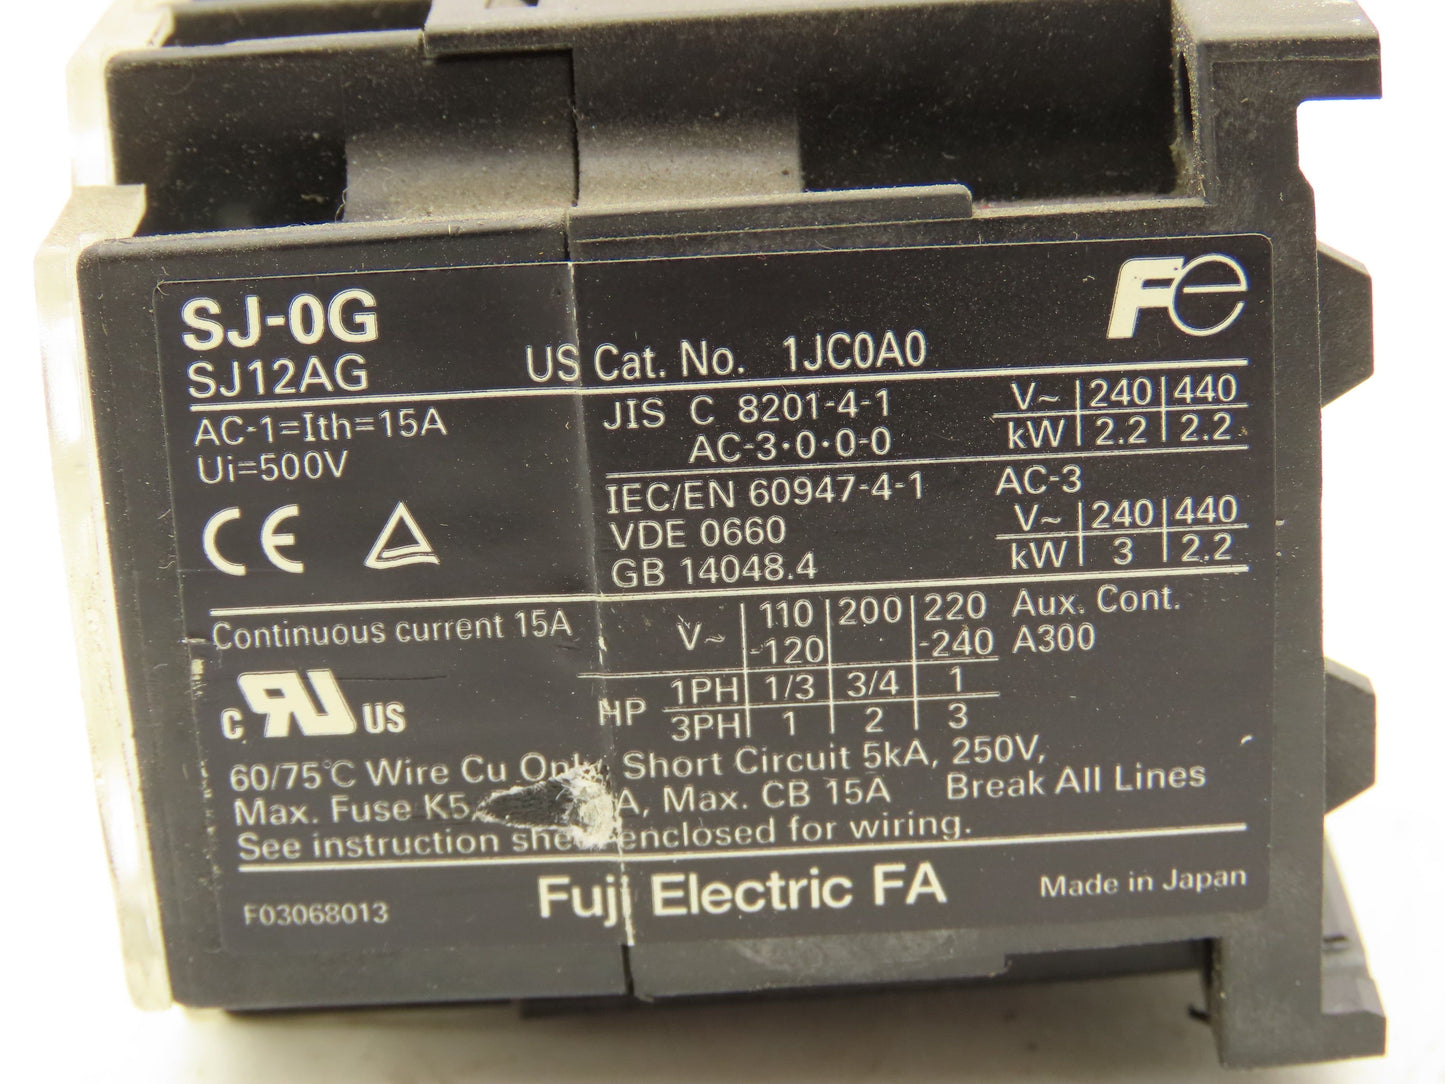 SJ-0G
SJ12AG
US Cat. No. 1JC0A0
Fe
AC-1=Ith=15A
Ui=500V
CE
JIS C 8201-4-1
AC-3·0·0-0
V~ 240 440
kW 2.2 2.2
IEC/EN 60947-4-1
VDE 0660
GB 14048.4
AC-3
V~ 240 440
kW 3 2.2
Continuous current 15A
V~ 110-120 200 220-240
HP 1PH 1/3 3/4 1
3PH 1 2 3
Aux. Cont.
A300
c RU US
60/75°C Wire Cu Only, Short Circuit 5kA, 250V,
Max. Fuse K5, A, Max. CB 15A Break All Lines
See instruction sheet enclosed for wiring.
F03068013
Fuji Electric FA
Made in Japan